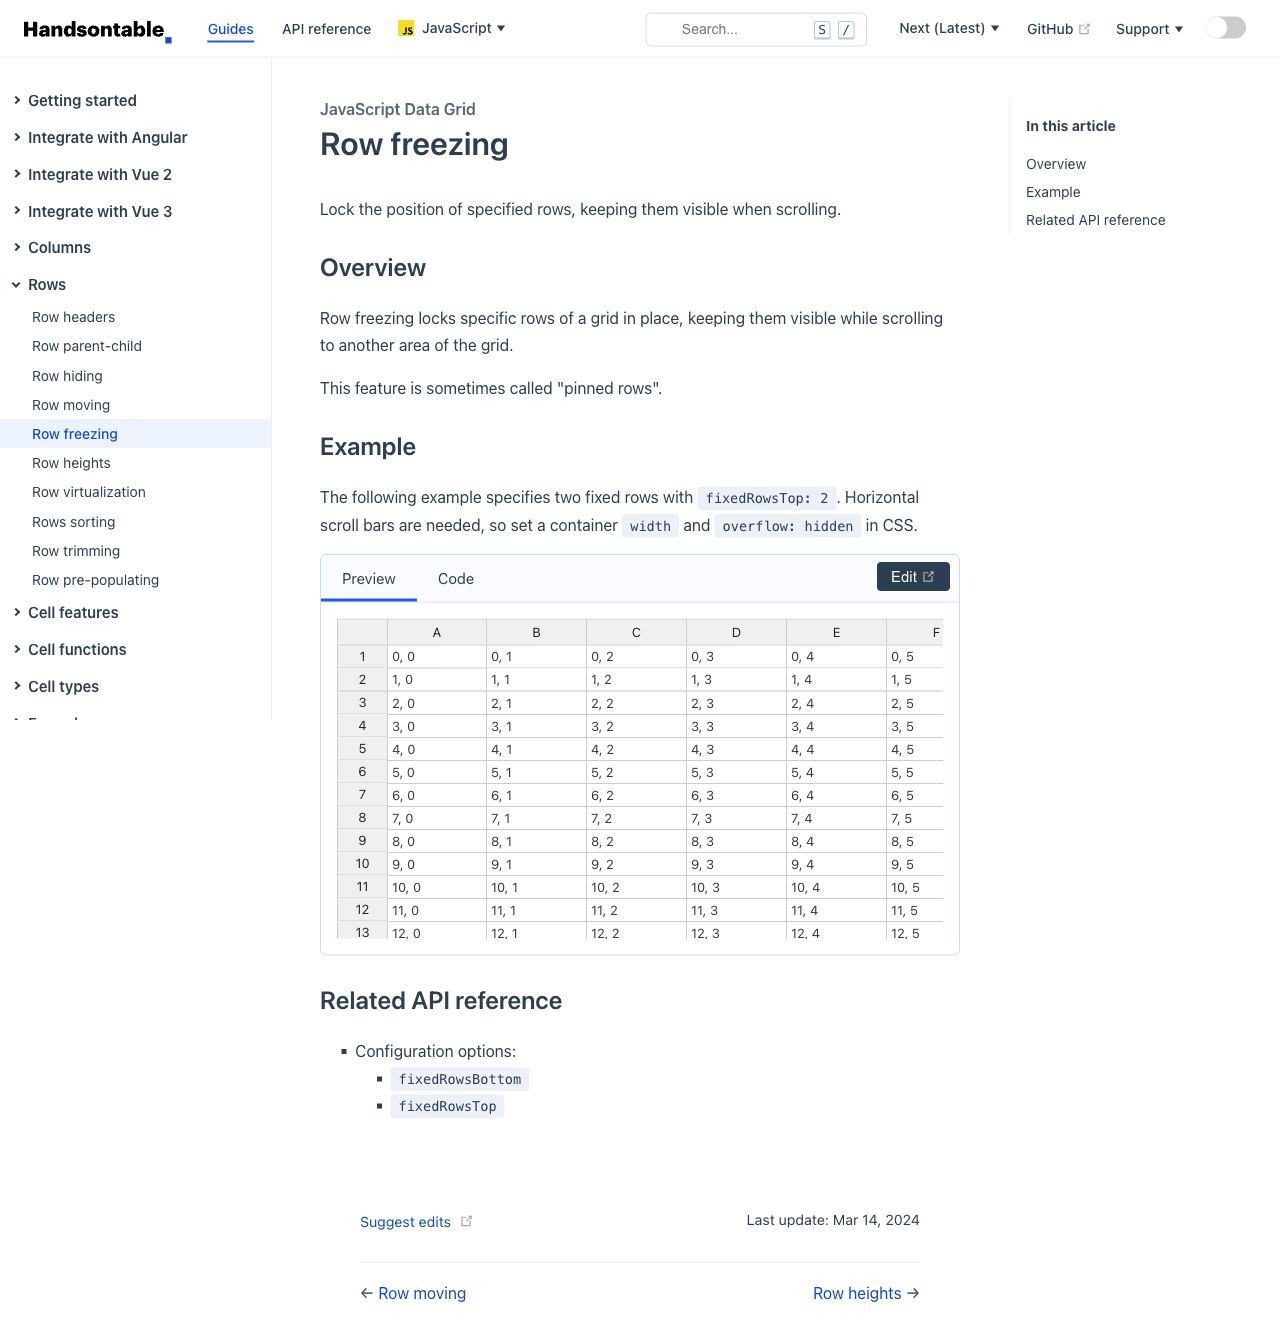 Handsontable
Guides
API reference
JS JavaScript
Search...
S /
Next (Latest)
GitHub
Support
Getting started
Integrate with Angular
Integrate with Vue 2
Integrate with Vue 3
Columns
Rows
Row headers
Row parent-child
Row hiding
Row moving
Row freezing
Row heights
Row virtualization
Rows sorting
Row trimming
Row pre-populating
Cell features
Cell functions
Cell types
JavaScript Data Grid
Row freezing
Lock the position of specified rows, keeping them visible when scrolling.
Overview
Row freezing locks specific rows of a grid in place, keeping them visible while scrolling
to another area of the grid.
This feature is sometimes called "pinned rows".
Example
The following example specifies two fixed rows with fixedRowsTop: 2 . Horizontal
scroll bars are needed, so set a container width and overflow: hidden in CSS.
Preview Code Edit
A B C D E F
1 0, 0 0, 1 0, 2 0, 3 0, 4 0, 5
2 1, 0 1, 1 1, 2 1, 3 1, 4 1, 5
3 2, 0 2, 1 2, 2 2, 3 2, 4 2, 5
4 3, 0 3, 1 3, 2 3, 3 3, 4 3, 5
5 4, 0 4, 1 4, 2 4, 3 4, 4 4, 5
6 5, 0 5, 1 5, 2 5, 3 5, 4 5, 5
7 6, 0 6, 1 6, 2 6, 3 6, 4 6, 5
8 7, 0 7, 1 7, 2 7, 3 7, 4 7, 5
9 8, 0 8, 1 8, 2 8, 3 8, 4 8, 5
10 9, 0 9, 1 9, 2 9, 3 9, 4 9, 5
11 10, 0 10, 1 10, 2 10, 3 10, 4 10, 5
12 11, 0 11, 1 11, 2 11, 3 11, 4 11, 5
13 12, 0 12, 1 12, 2 12, 3 12, 4 12, 5
Related API reference
Configuration options:
fixedRowsBottom
fixedRowsTop
Suggest edits
Last update: Mar 14, 2024
← Row moving
Row heights →
In this article
Overview
Example
Related API reference